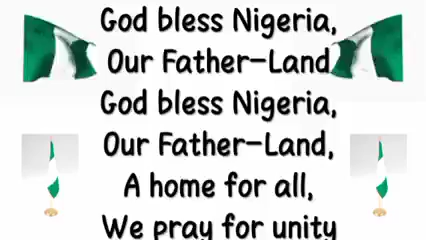 God bless Nigeria,
Our Father-Land
God bless Nigeria,
Our Father-Land,
A home for all,
We pray for unity